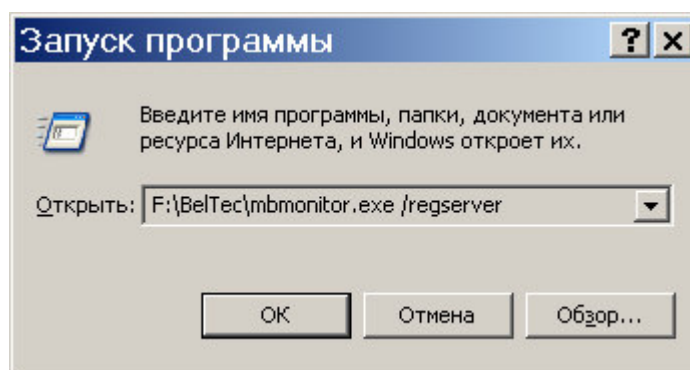 Запуск программы
Введите имя программы, папки, документа или
ресурса Интернета, и Windows откроет их.
Открыть: F:\BelTec\mbmonitor.exe /regserver
ОК Отмена Обзор...